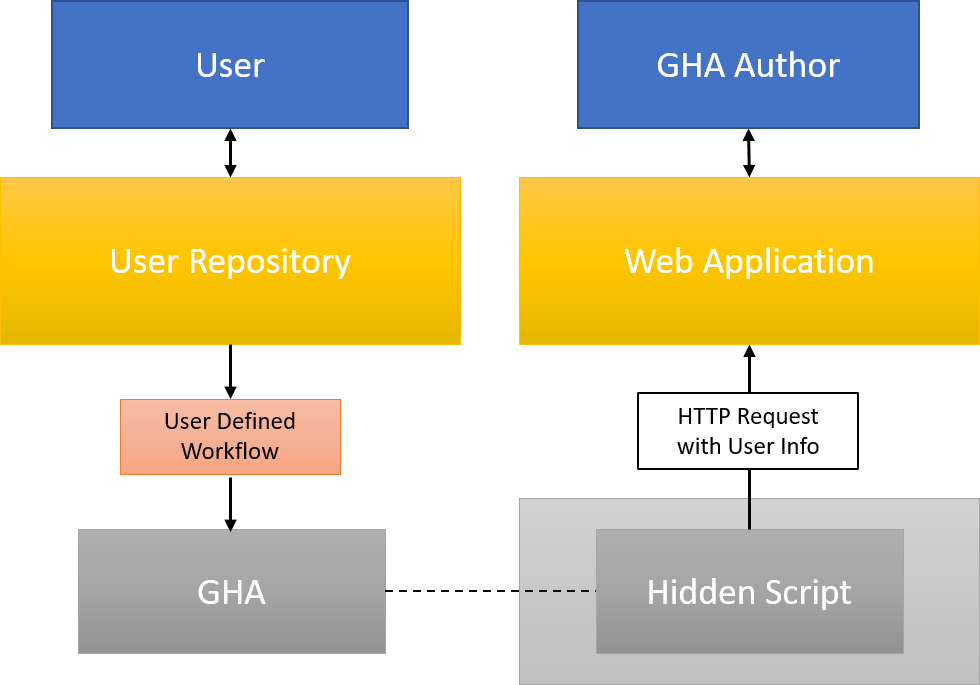 User
GHA Author
User Repository
Web Application
User Defined
Workflow
HTTP Request
with User Info
GHA
Hidden Script